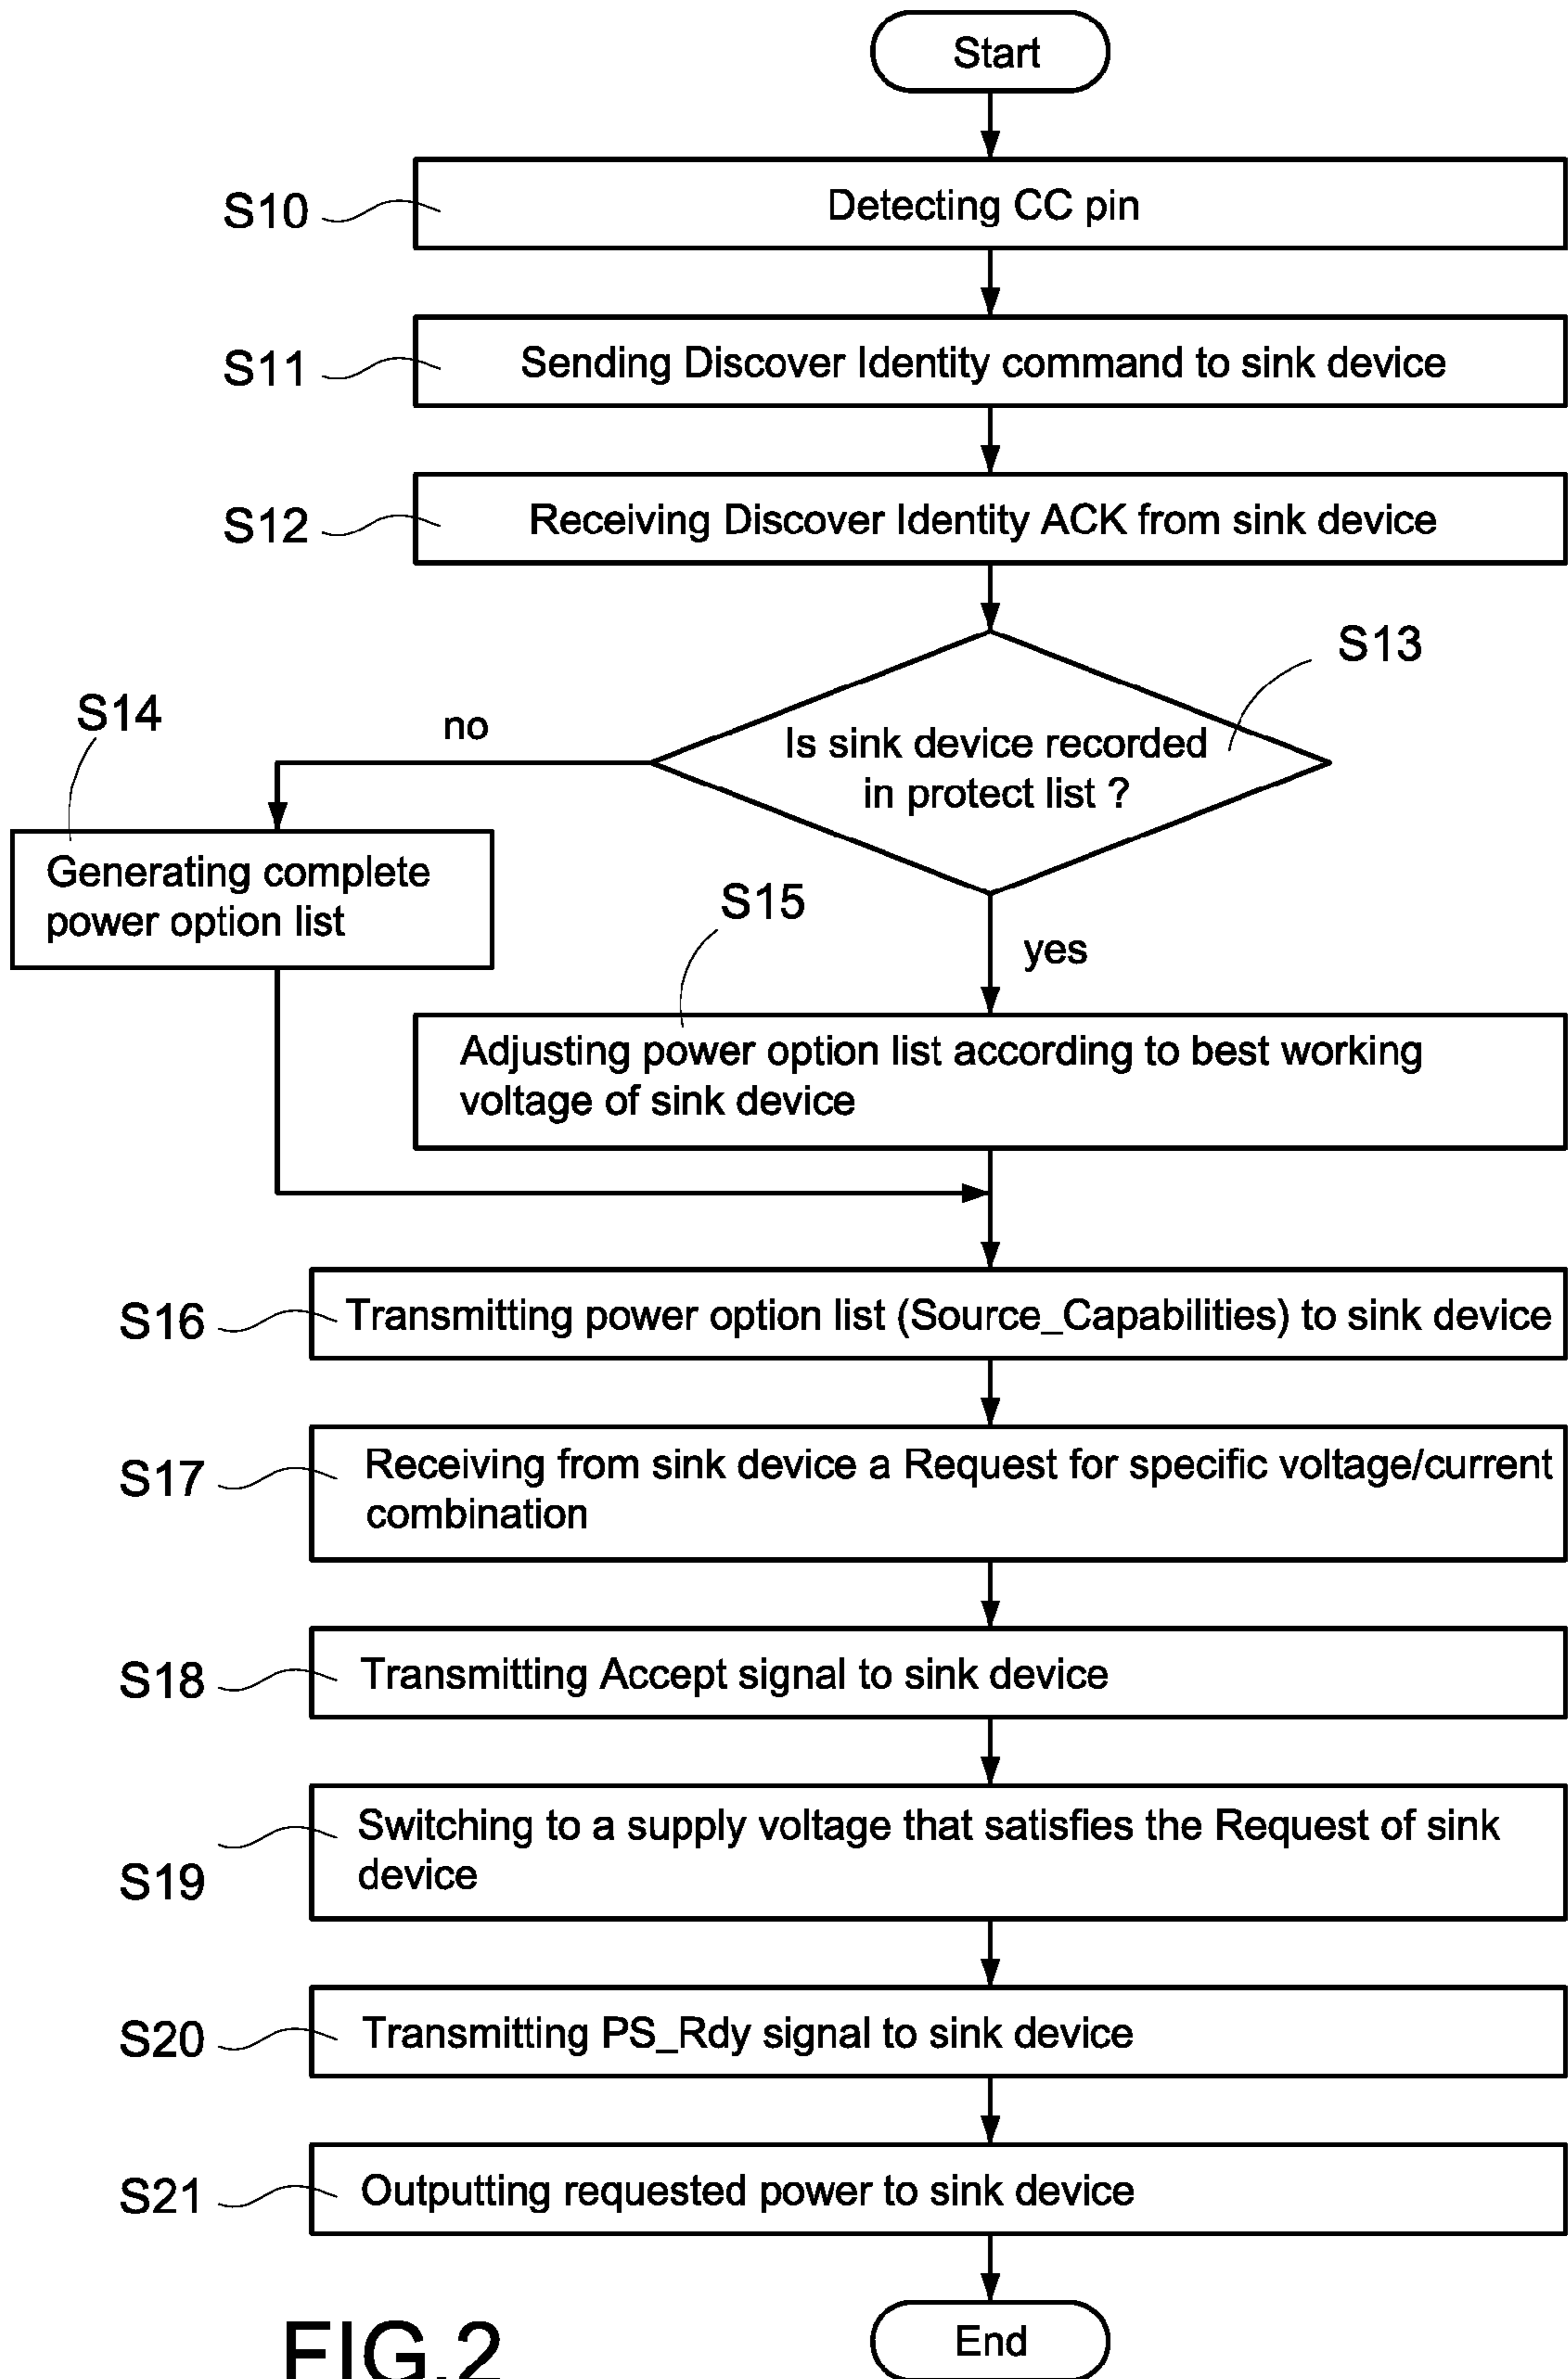 Start
S10
Detecting CC pin
S11
Sending Discover Identity command to sink device
S12
Receiving Discover Identity ACK from sink device
S13
Is sink device recorded
in protect list ?
no
yes
S14
Generating complete
power option list
S15
Adjusting power option list according to best working
voltage of sink device
S16
Transmitting power option list (Source_Capabilities) to sink device
S17
Receiving from sink device a Request for specific voltage/current
combination
S18
Transmitting Accept signal to sink device
S19
Switching to a supply voltage that satisfies the Request of sink
device
S20
Transmitting PS_Rdy signal to sink device
S21
Outputting requested power to sink device
End
FIG.2